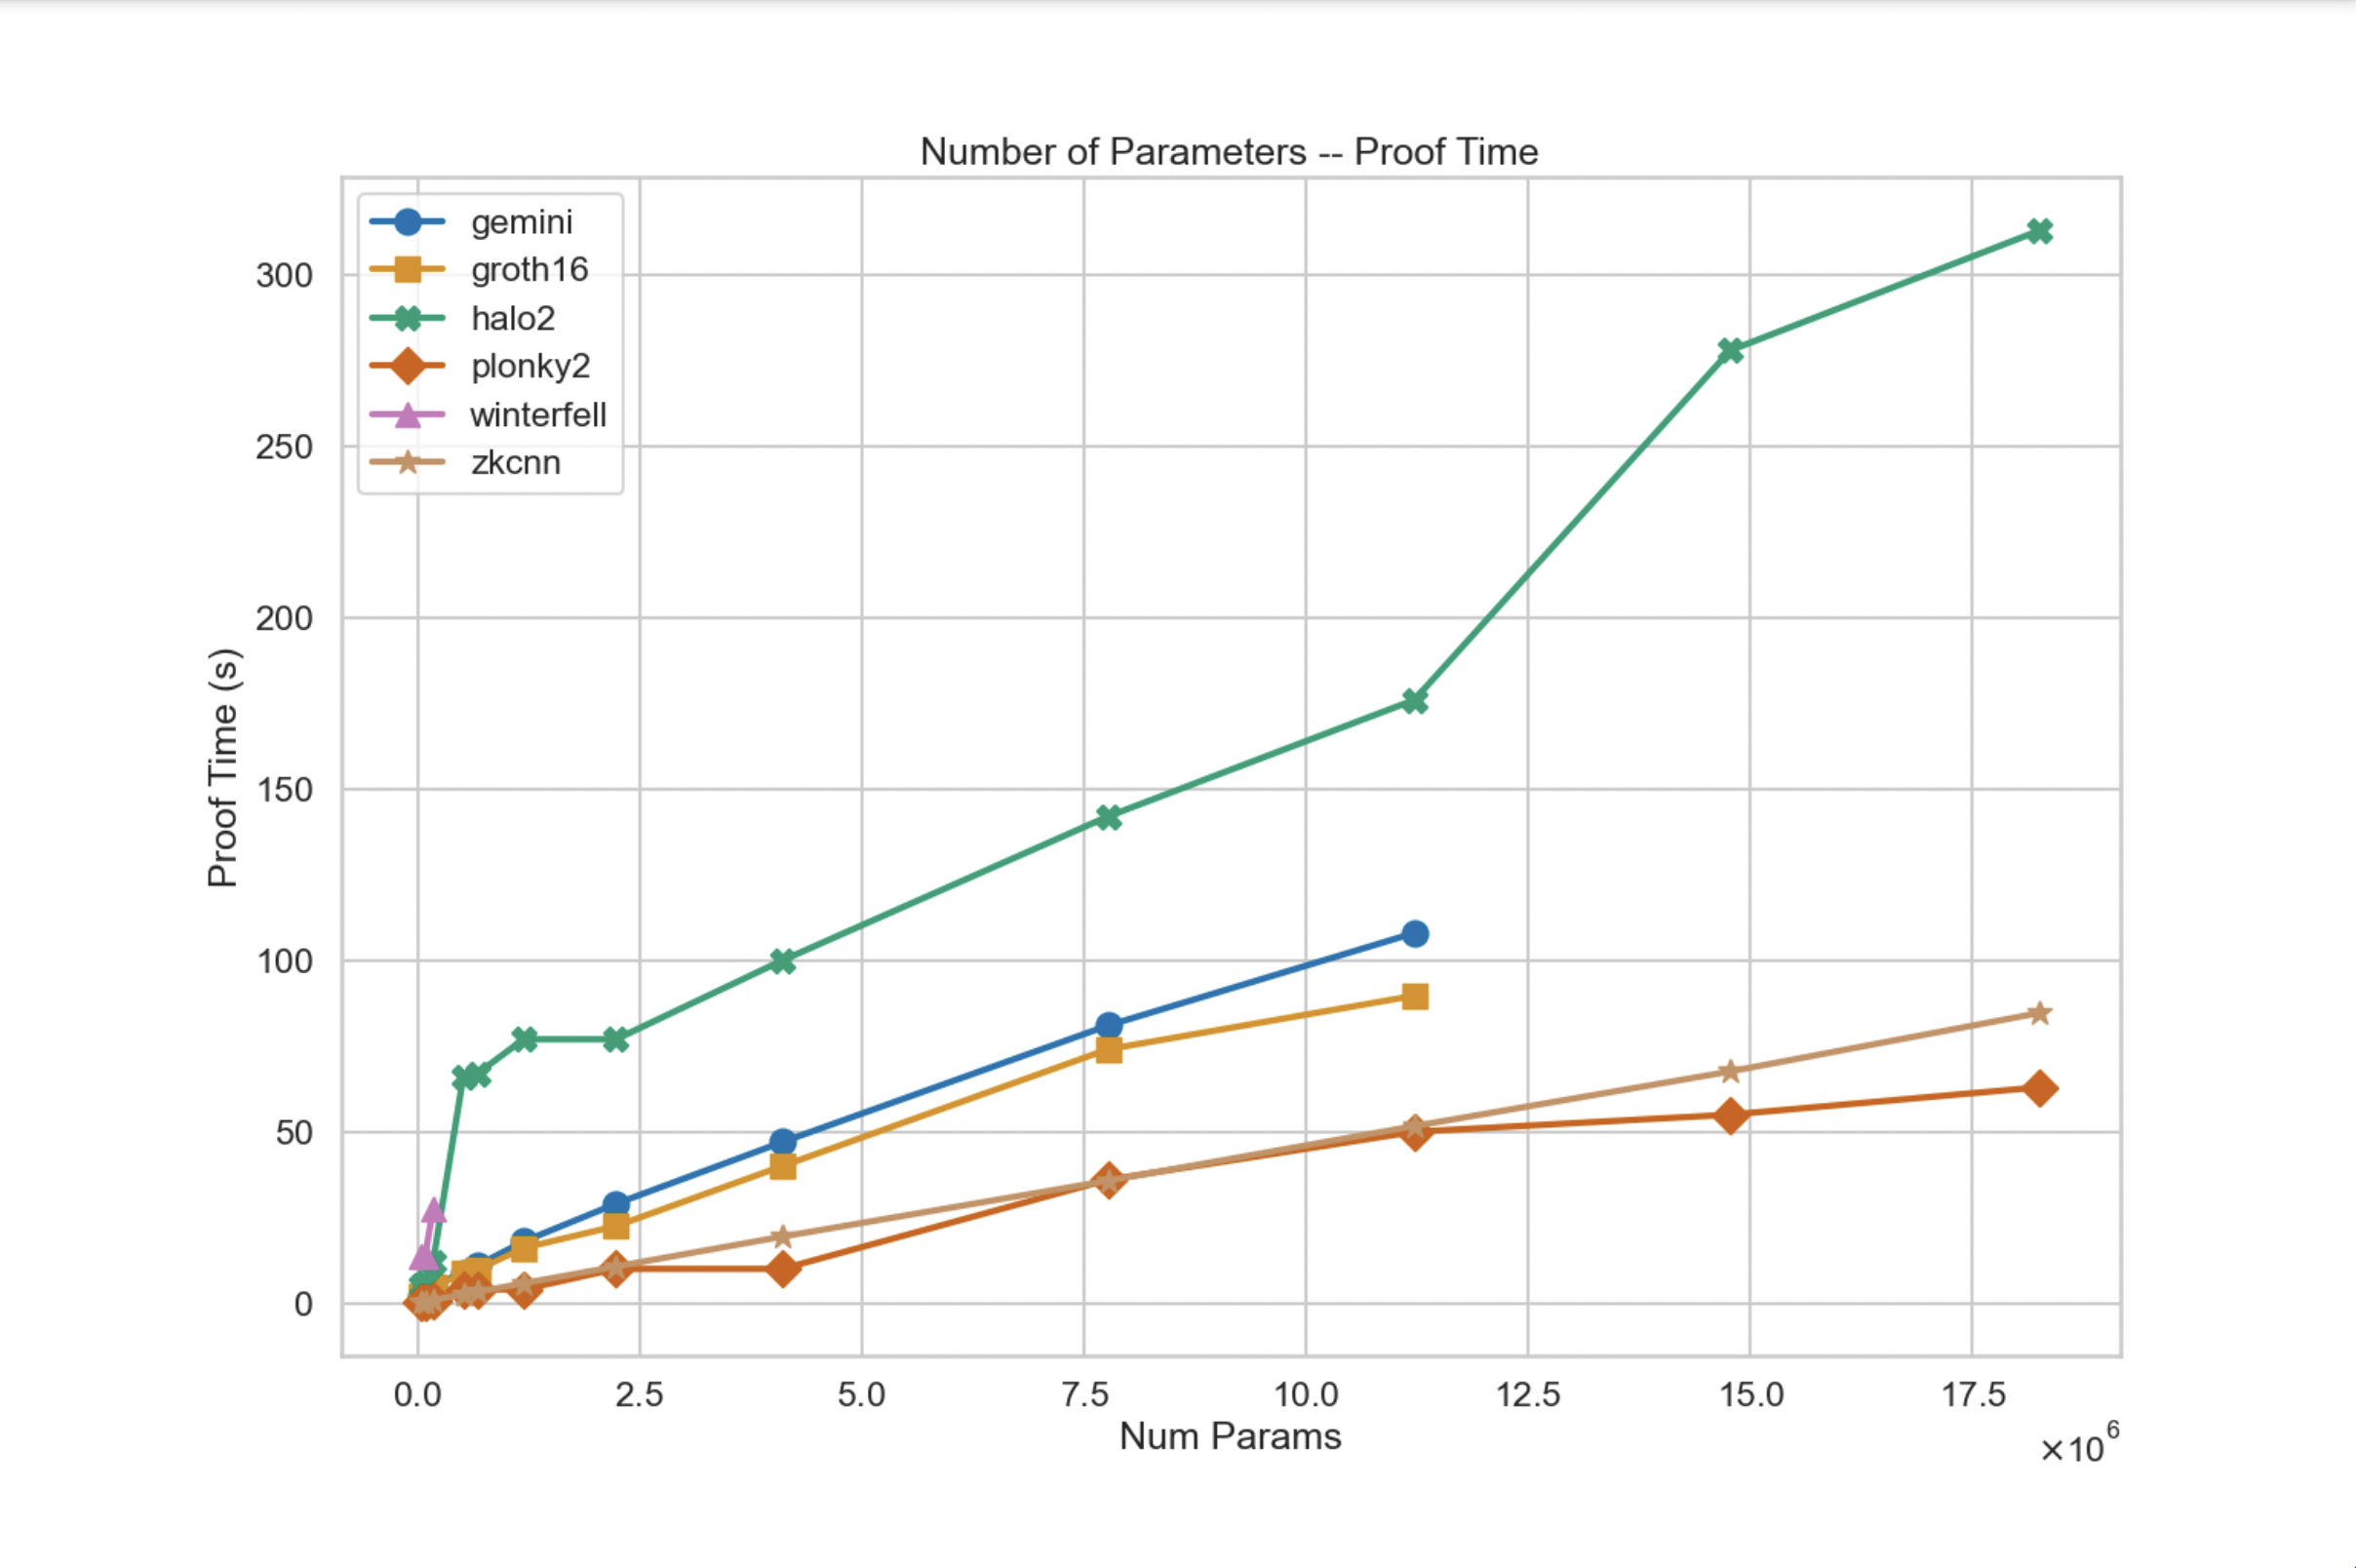 Number of Parameters -- Proof Time
gemini
groth16
halo2
plonky2
winterfell
zkcnn
Proof Time (s)
300
250
200
150
100
50
0
0.0 2.5 5.0 7.5 10.0 12.5 15.0 17.5
Num Params
×10⁶